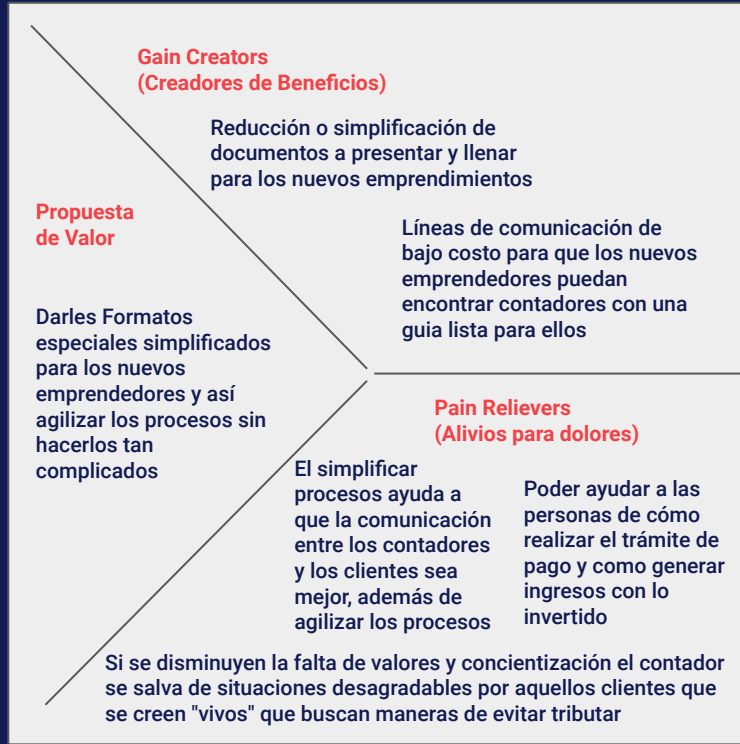 Gain Creators
(Creadores de Beneficios)
Reducción o simplificación de
documentos a presentar y llenar
para los nuevos emprendimientos
Propuesta
de Valor
Líneas de comunicación de
bajo costo para que los nuevos
emprendedores puedan
encontrar contadores con una
guia lista para ellos
Darles Formatos
especiales simplificados
para los nuevos
emprendedores y así
agilizar los procesos sin
hacerlos tan
complicados
Pain Relievers
(Alivios para dolores)
El simplificar
procesos ayuda a
que la comunicación
entre los contadores
y los clientes sea
mejor, además de
agilizar los procesos
Poder ayudar a las
personas de cómo
realizar el trámite de
pago y como generar
ingresos con lo
invertido
Si se disminuyen la falta de valores y concientización el contador
se salva de situaciones desagradables por aquellos clientes que
se creen "vivos" que buscan maneras de evitar tributar